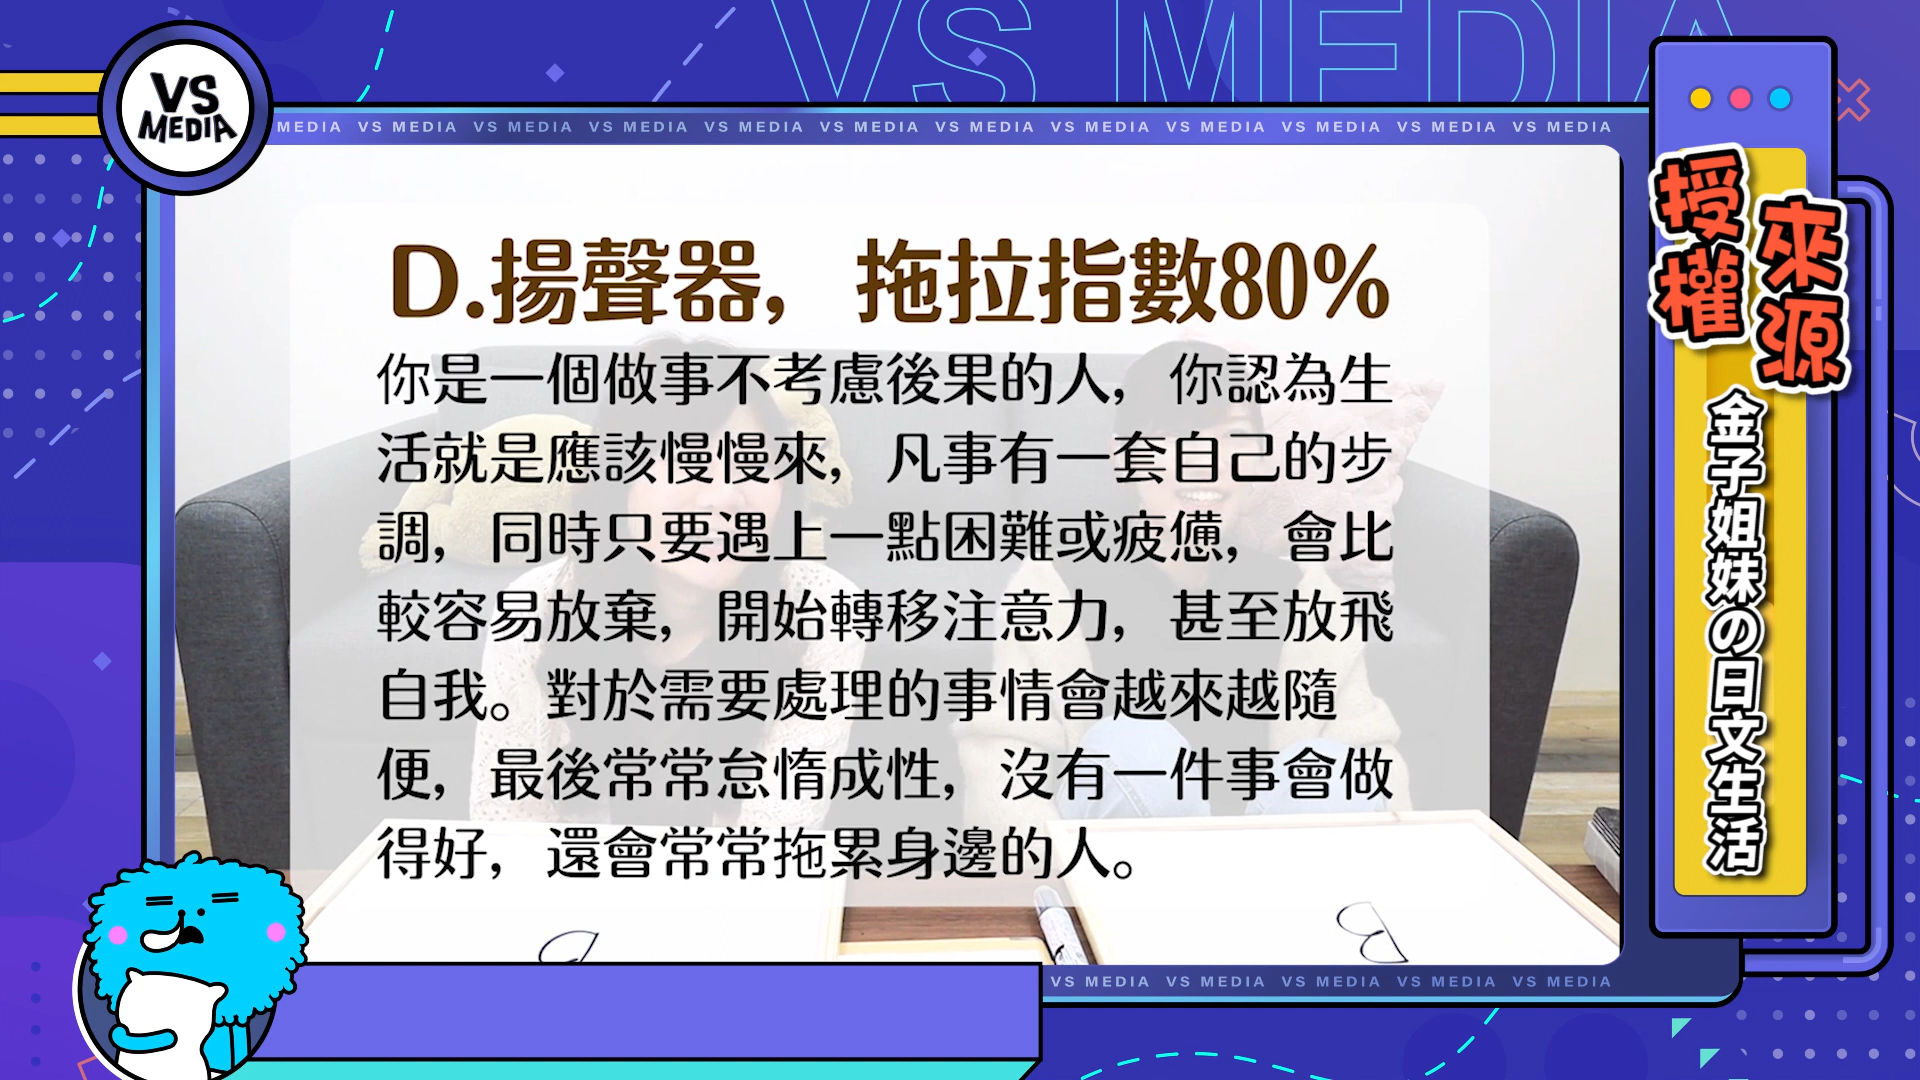 VS MEDIA
VS MEDIA
MEDIA VS MEDIA VS MEDIA VS MEDIA VS MEDIA VS MEDIA VS MEDIA VS MEDIA VS MEDIA VS MEDIA VS MEDIA VS MEDIA
D.揚聲器，拖拉指數80%
你是一個做事不考慮後果的人，你認為生
活就是應該慢慢來，凡事有一套自己的步
調，同時只要遇上一點困難或疲憊，會比
較容易放棄，開始轉移注意力，甚至放飛
自我。對於需要處理的事情會越來越隨
便，最後常常怠惰成性，沒有一件事會做
得好，還會常常拖累身邊的人。
B
VS MEDIA VS MEDIA VS MEDIA VS MEDIA VS MEDIA
授權
來源
金子姐妹の日文生活